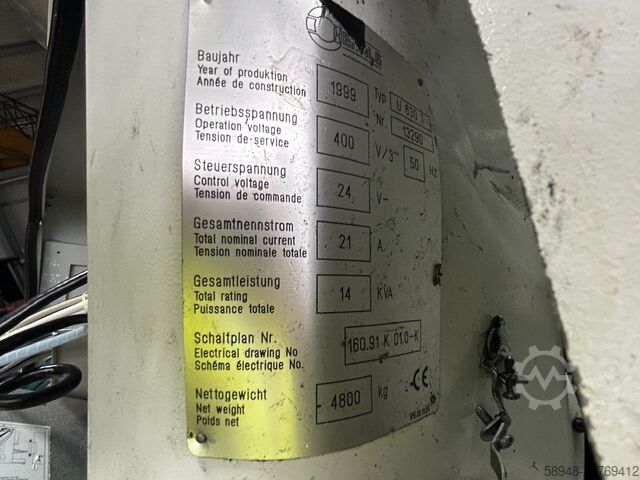 HERMLE
Baujahr
Year of produktion
Année de construction
1999
Typ
U 630 T
Nr.
13290
Betriebsspannung
Operation voltage
Tension de-service
400
V/3~
50
Hz
Steuerspannung
Control voltage
Tension de commande
24
V-
Gesamtnennstrom
Total nominal current
Tension nominale totale
21
A.
Gesamtleistung
Total rating
Puissance totale
14
KVA
Schaltplan Nr.
Electrical drawing No
Schéma électrique No.
160.91 K 01.0-K
Nettogewicht
Net weight
Poids net
4800
kg
CE